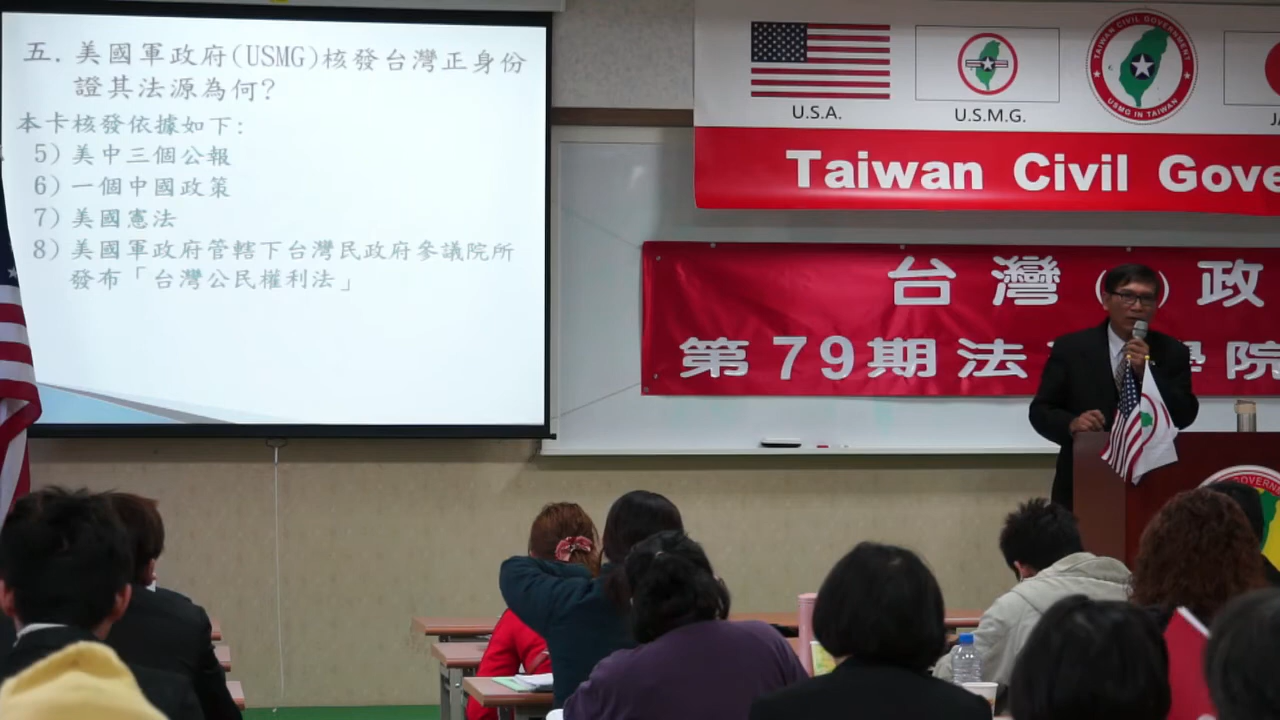 五. 美國軍政府(USMG)核發台灣正身份
證其法源為何?
本卡核發依據如下:
5) 美中三個公報
6) 一個中國政策
7) 美國憲法
8) 美國軍政府管轄下台灣民政府參議院所
發布「台灣公民權利法」
U.S.A.
U.S.M.G.
TAIWAN CIVIL GOVERNMENT
USMG IN TAIWAN
Taiwan Civil Gove
台灣( )政
第79期法 學院